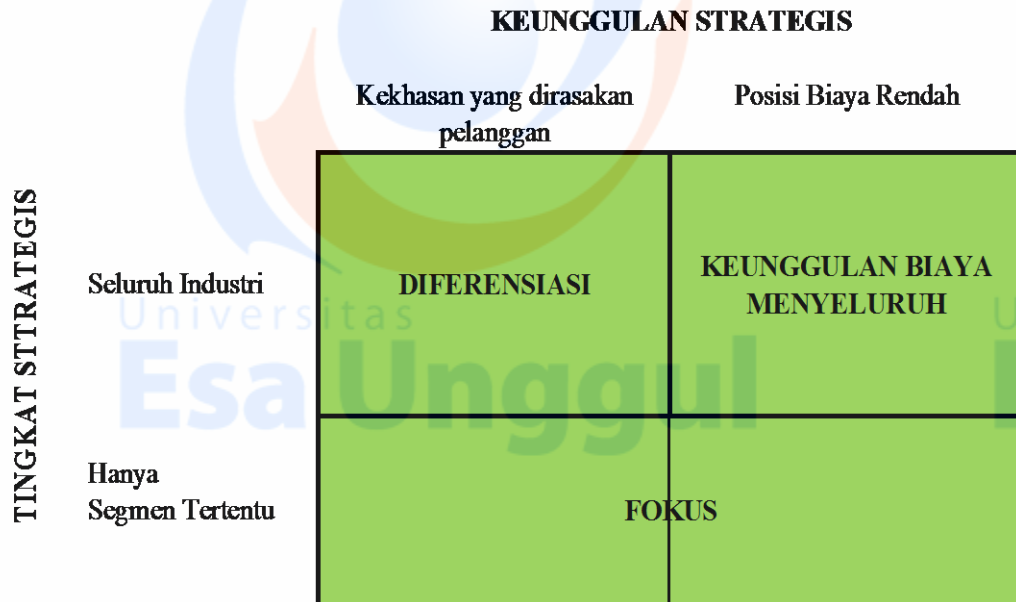 KEUNGGULAN STRATEGIS
Kekhasan yang dirasakan
pelanggan
Posisi Biaya Rendah
TINGKAT STTRATEGIS
Seluruh Industri
DIFERENSIASI
KEUNGGULAN BIAYA
MENYELURUH
Universitas
Esa Unggul
U
Hanya
Segmen Tertentu
FOKUS